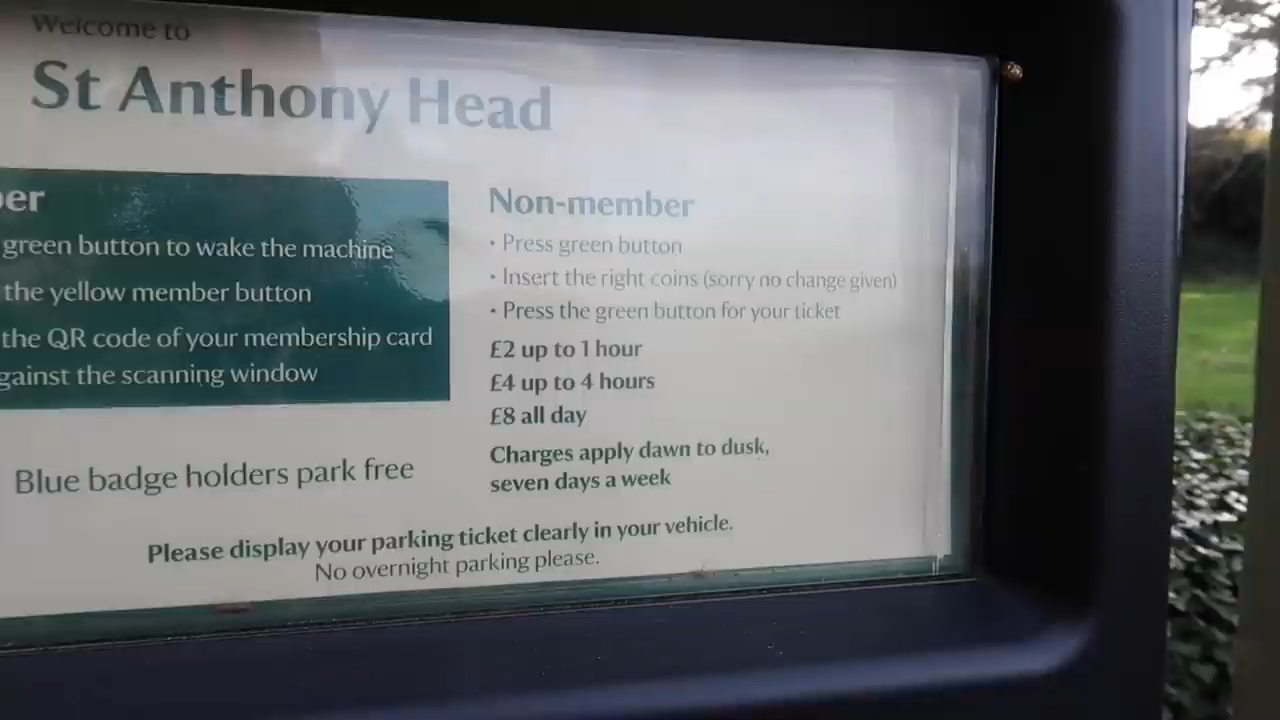 Welcome to
St Anthony Head
er
green button to wake the machine
the yellow member button
the QR code of your membership card
gainst the scanning window
Blue badge holders park free
Non-member
• Press green button
• Insert the right coins (sorry no change given)
• Press the green button for your ticket
£2 up to 1 hour
£4 up to 4 hours
£8 all day
Charges apply dawn to dusk,
seven days a week
Please display your parking ticket clearly in your vehicle.
No overnight parking please.